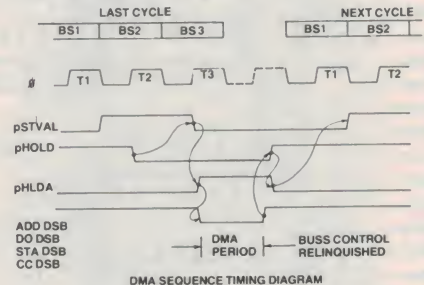 LAST CYCLE NEXT CYCLE
BS1 BS2 BS3 BS1 BS2
ø T1 T2 T3 T1 T2
pSTVAL
pHOLD
pHLDA
ADD DSB
DO DSB
STA DSB
CC DSB
DMA PERIOD
BUSS CONTROL RELINQUISHED
DMA SEQUENCE TIMING DIAGRAM